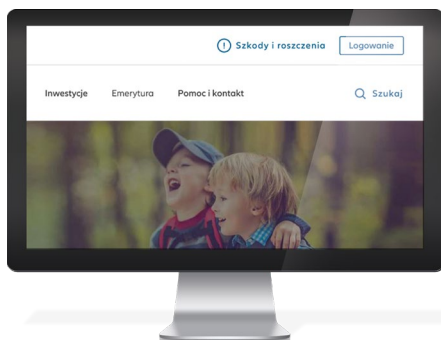 Szkody i roszczenia Logowanie
Inwestycje Emerytura Pomoc i kontakt Szukaj